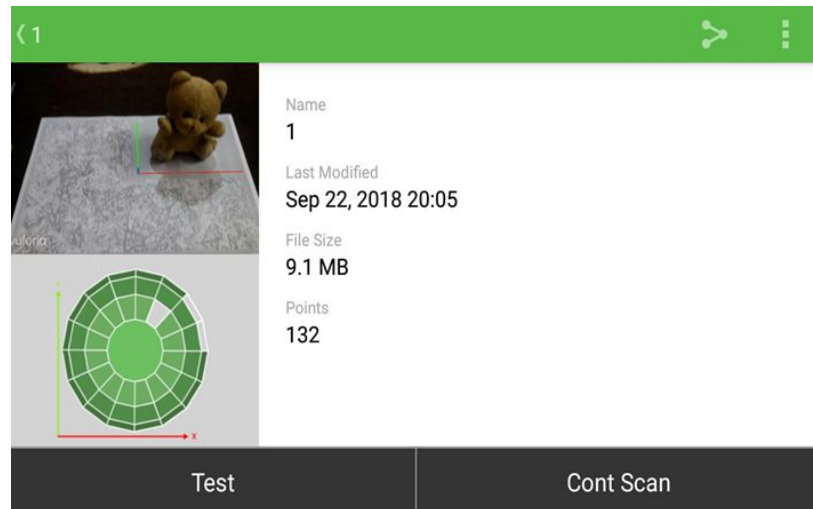 1
Name
1
Last Modified
Sep 22, 2018 20:05
File Size
9.1 MB
Points
132
vuforia
x
Test
Cont Scan